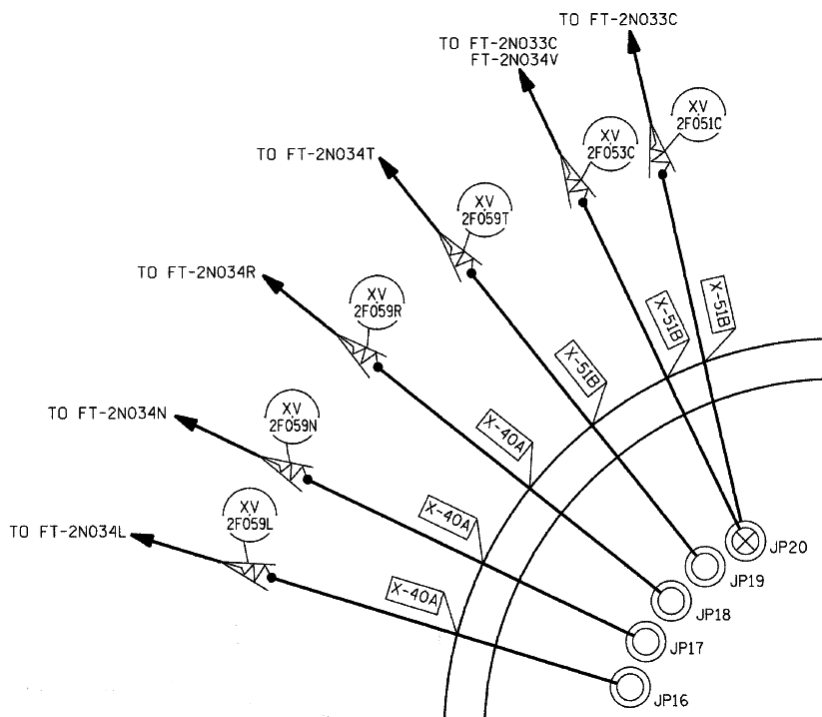 TO FT-2N033C
TO FT-2N033C
FT-2N034V
XV
2F051C
XV
2F053C
TO FT-2N034T
XV
2F059T
TO FT-2N034R
XV
2F059R
X-51B
X-51B
X-51B
TO FT-2N034N
XV
2F059N
X-40A
TO FT-2N034L
XV
2F059L
X-40A
X-40A
JP20
JP19
JP18
JP17
JP16